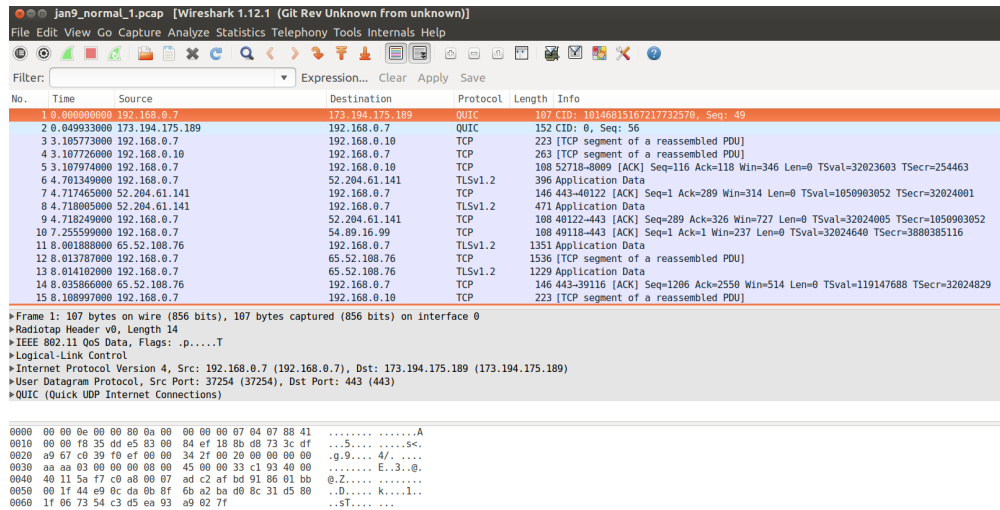 jan9_normal_1.pcap [Wireshark 1.12.1 (Git Rev Unknown from unknown)]
File Edit View Go Capture Analyze Statistics Telephony Tools Internals Help
Filter: Expression... Clear Apply Save
No. Time Source Destination Protocol Length Info
1 0.000000000 192.168.0.7 173.194.175.189 QUIC 107 CID: 10146815167217732570, Seq: 49
2 0.049933000 173.194.175.189 192.168.0.7 QUIC 152 CID: 0, Seq: 56
3 3.105773000 192.168.0.7 192.168.0.10 TCP 223 [TCP segment of a reassembled PDU]
4 3.107726000 192.168.0.10 192.168.0.7 TCP 263 [TCP segment of a reassembled PDU]
5 3.107974000 192.168.0.7 192.168.0.10 TCP 108 52718→8009 [ACK] Seq=116 Ack=118 Win=346 Len=0 TSval=32023603 TSecr=254463
6 4.701349000 192.168.0.7 52.204.61.141 TLSv1.2 396 Application Data
7 4.717465000 52.204.61.141 192.168.0.7 TCP 146 443→40122 [ACK] Seq=1 Ack=289 Win=314 Len=0 TSval=1050903052 TSecr=32024001
8 4.718005000 52.204.61.141 192.168.0.7 TLSv1.2 471 Application Data
9 4.718249000 192.168.0.7 52.204.61.141 TCP 108 40122→443 [ACK] Seq=289 Ack=326 Win=727 Len=0 TSval=32024005 TSecr=1050903052
10 7.255599000 192.168.0.7 54.89.16.99 TCP 108 49118→443 [ACK] Seq=1 Ack=1 Win=237 Len=0 TSval=32024640 TSecr=3880385116
11 8.001888000 65.52.108.76 192.168.0.7 TLSv1.2 1351 Application Data
12 8.013787000 192.168.0.7 65.52.108.76 TCP 1536 [TCP segment of a reassembled PDU]
13 8.014102000 192.168.0.7 65.52.108.76 TLSv1.2 1229 Application Data
14 8.035866000 65.52.108.76 192.168.0.7 TCP 146 443→39116 [ACK] Seq=1206 Ack=2550 Win=514 Len=0 TSval=119147688 TSecr=32024829
15 8.108997000 192.168.0.7 192.168.0.10 TCP 223 [TCP segment of a reassembled PDU]
Frame 1: 107 bytes on wire (856 bits), 107 bytes captured (856 bits) on interface 0
Radiotap Header v0, Length 14
IEEE 802.11 QoS Data, Flags: .p.....T
Logical-Link Control
Internet Protocol Version 4, Src: 192.168.0.7 (192.168.0.7), Dst: 173.194.175.189 (173.194.175.189)
User Datagram Protocol, Src Port: 37254 (37254), Dst Port: 443 (443)
QUIC (Quick UDP Internet Connections)
0000 00 00 0e 00 00 80 0a 00 00 00 00 07 04 07 88 41 ........ .......A
0010 00 00 f8 35 dd e5 83 00 84 ef 18 8b d8 73 3c df ...5.... .....s<.
0020 a9 67 c0 39 f0 ef 00 00 34 2f 00 20 00 00 00 00 .g.9.... 4/. ....
0030 aa aa 03 00 00 00 08 00 45 00 00 33 c1 93 40 00 ........ E..3..@.
0040 40 11 5a f7 c0 a8 00 07 ad c2 af bd 91 86 01 bb @.Z..... ........
0050 00 1f 44 e9 0c da 0b 8f 6b a2 ba d0 8c 31 d5 80 ..D..... k....1..
0060 1f 06 73 54 c3 d5 ea 93 a9 02 7f ..sT.... ...